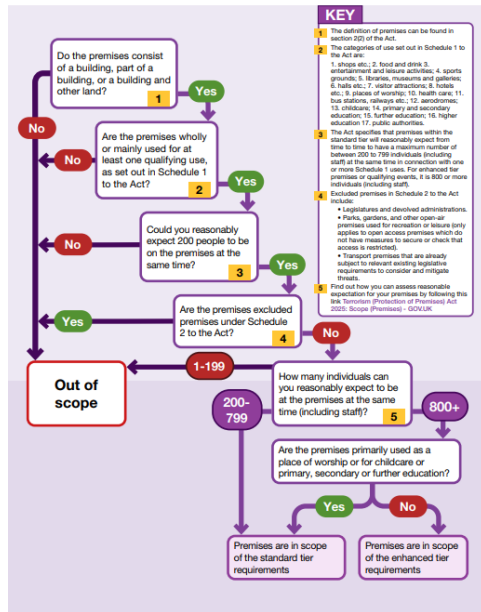 KEY
1 The definition of premises can be found in
section 2(2) of the Act.
2 The categories of use set out in Schedule 1 to
the Act are:
1. shops etc.; 2. food and drink 3.
entertainment and leisure activities; 4. sports
grounds; 5. libraries, museums and galleries;
6. halls etc.; 7. visitor attractions; 8. hotels
etc.; 9. places of worship; 10. health care; 11.
bus stations, railways etc.; 12. aerodromes;
13. childcare; 14. primary and secondary
education; 15. further education; 16. higher
education 17. public authorities.
3 The Act specifies that premises within the
standard tier will reasonably expect from
time to time to have a maximum number of
between 200 to 799 individuals (including
staff) at the same time in connection with one
or more Schedule 1 uses. For enhanced tier
premises or qualifying events, it is 800 or more
individuals (including staff).
4 Excluded premises in Schedule 2 to the Act
include:
• Legislatures and devolved administrations.
• Parks, gardens, and other open-air
premises used for recreation or leisure (only
applies to open access premises which do
not have measures to secure or check that
access is restricted).
• Transport premises that are already
subject to relevant existing legislative
requirements to consider and mitigate
threats.
5 Find out how you can assess reasonable
expectation for your premises by following this
link Terrorism (Protection of Premises) Act
2025: Scope (Premises) - GOV.UK
Do the premises consist
of a building, part of a
building, or a building and
other land?
1
Yes
No
Are the premises wholly
or mainly used for at
least one qualifying use,
as set out in Schedule 1
to the Act?
2
No
Yes
Could you reasonably
expect 200 people to be
on the premises at the
same time?
3
No
Yes
Are the premises excluded
premises under Schedule
2 to the Act?
4
Yes
No
1-199
Out of
scope
How many individuals can
you reasonably expect to be
at the premises at the same
time (including staff)?
5
200-
799
800+
Are the premises primarily used as a
place of worship or for childcare or
primary, secondary or further education?
Yes
No
Premises are in scope
of the standard tier
requirements
Premises are in scope
of the enhanced tier
requirements